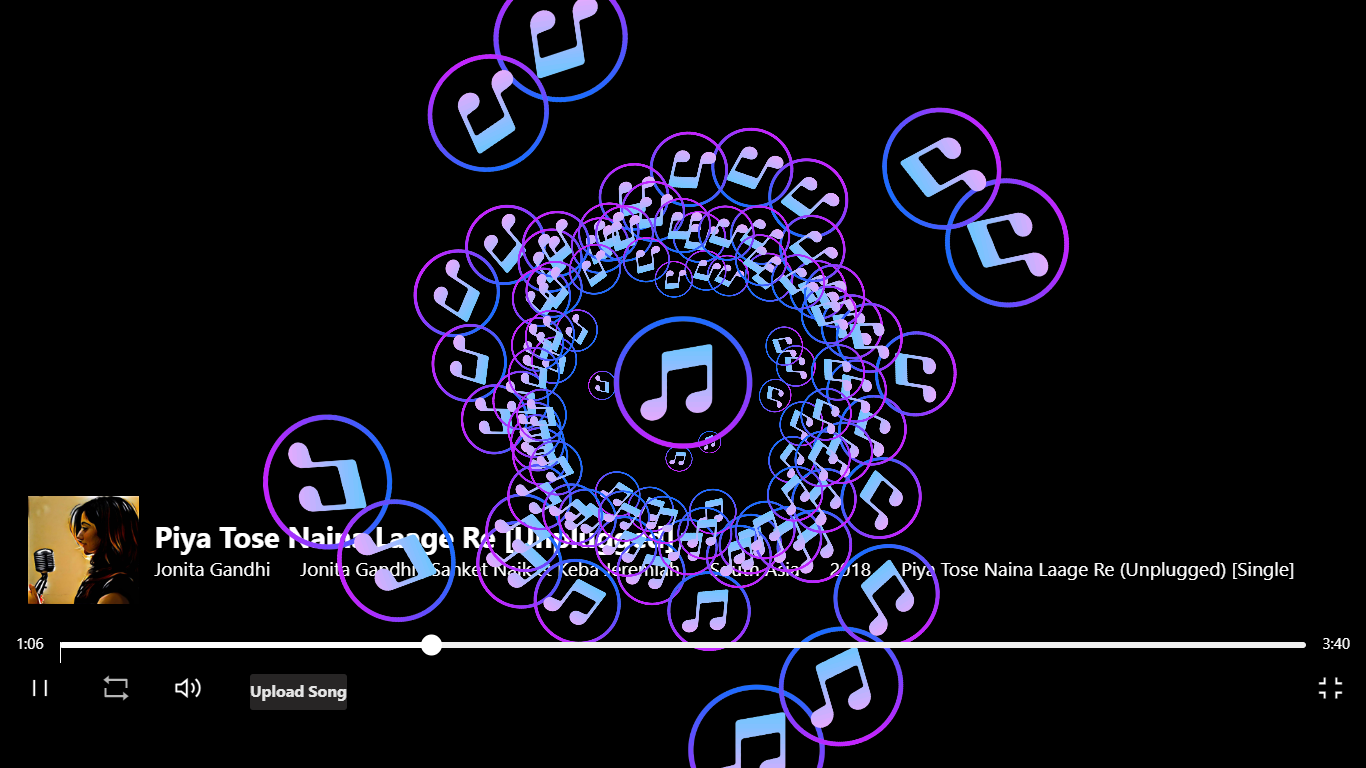 Piya Tose Naina Laage Re [Unplugged]
Jonita Gandhi Jonita Gandhi, Sanket Naik & Keba Jeremiah South Asia 2018 Piya Tose Naina Laage Re (Unplugged) [Single]
1:06 3:40
Upload Song